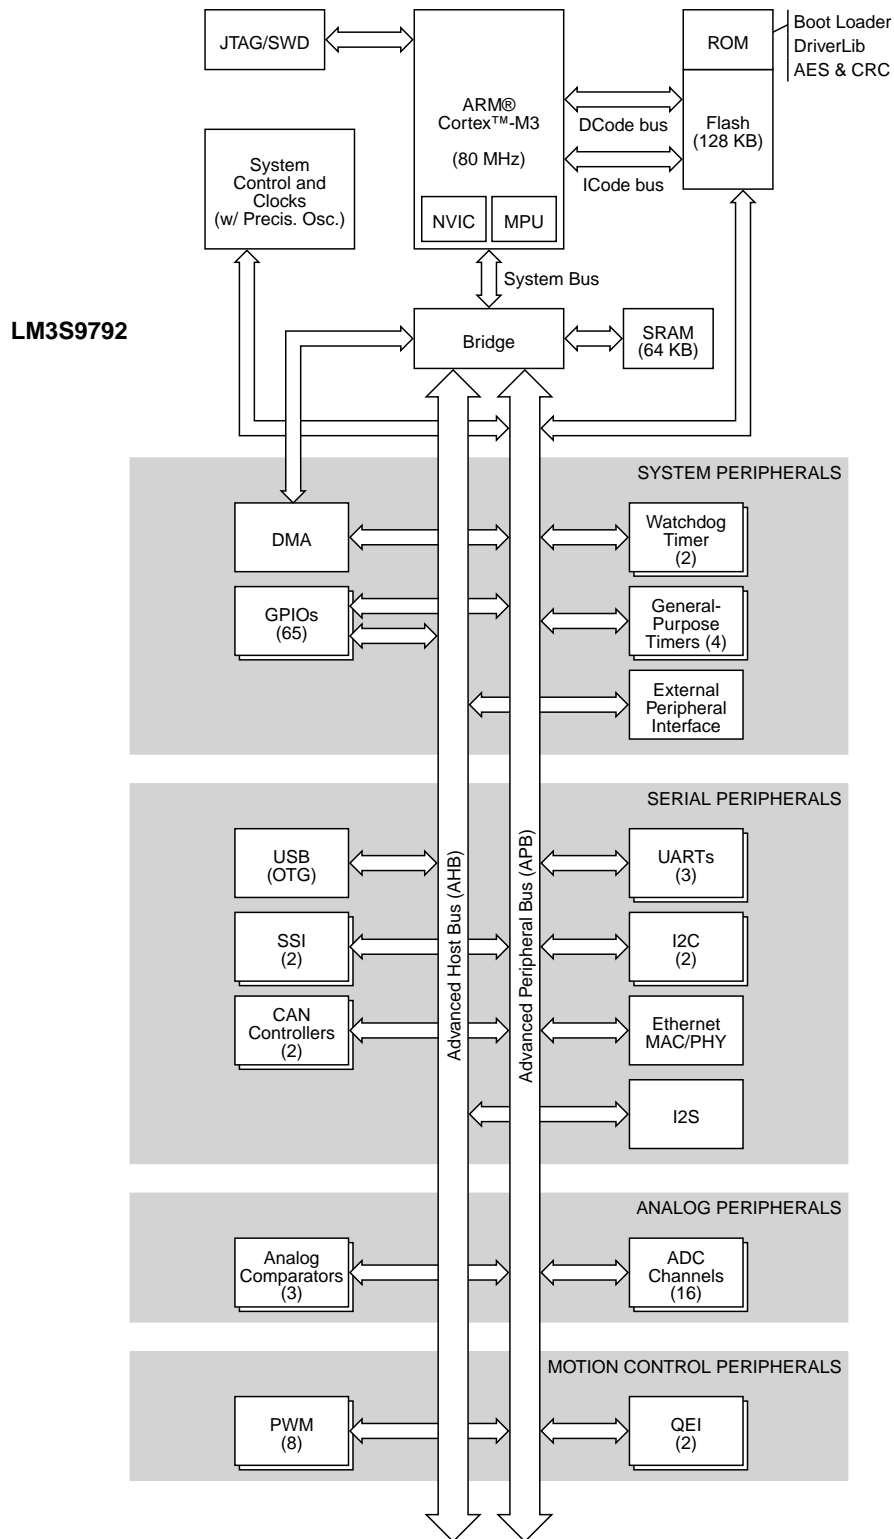 JTAG/SWD
ARM®
Cortex™-M3
(80 MHz)
NVIC
MPU
DCode bus
ICode bus
ROM
Flash
(128 KB)
Boot Loader
DriverLib
AES & CRC
System
Control and
Clocks
(w/ Precis. Osc.)
System Bus
LM3S9792
Bridge
SRAM
(64 KB)
SYSTEM PERIPHERALS
DMA
Watchdog
Timer
(2)
GPIOs
(65)
General-
Purpose
Timers (4)
External
Peripheral
Interface
Advanced Host Bus (AHB)
Advanced Peripheral Bus (APB)
SERIAL PERIPHERALS
USB
(OTG)
UARTs
(3)
SSI
(2)
I2C
(2)
CAN
Controllers
(2)
Ethernet
MAC/PHY
I2S
ANALOG PERIPHERALS
Analog
Comparators
(3)
ADC
Channels
(16)
MOTION CONTROL PERIPHERALS
PWM
(8)
QEI
(2)